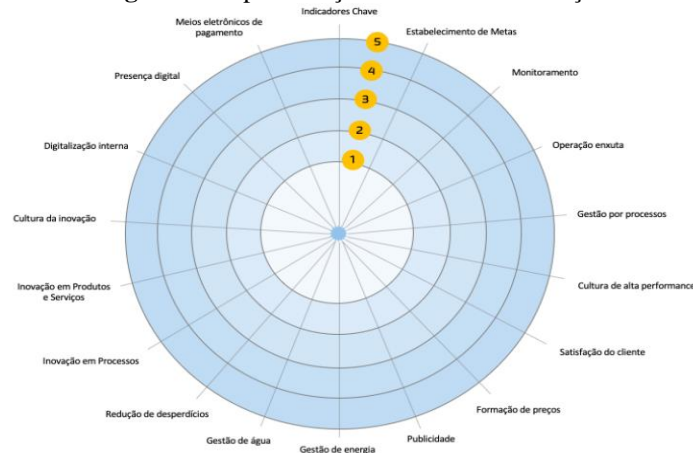 Indicadores Chave
Meios eletrônicos de
pagamento
Estabelecimento de Metas
Presença digital
Monitoramento
Digitalização interna
Operação enxuta
Cultura da inovação
Gestão por processos
Inovação em Produtos
e Serviços
Cultura de alta performance
Inovação em Processos
Satisfação do cliente
Redução de desperdícios
Formação de preços
Gestão de água
Publicidade
Gestão de energia
5
4
3
2
1